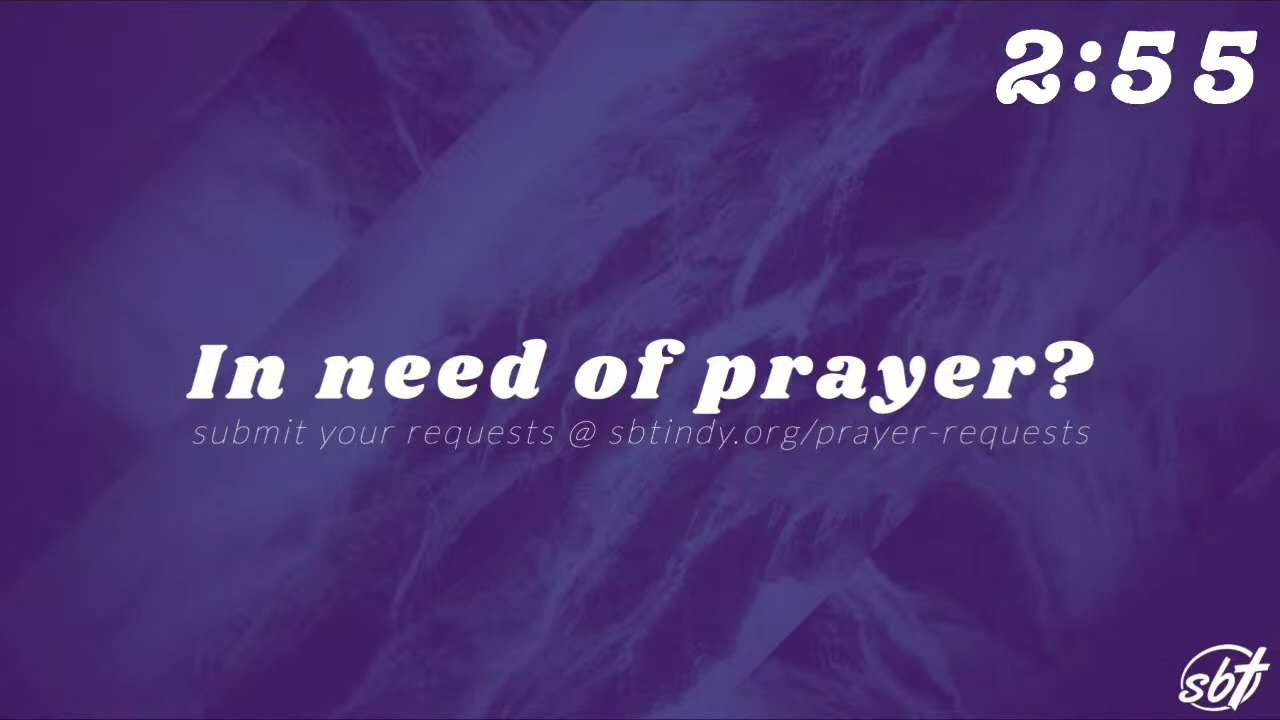 2:55
In need of prayer?
submit your requests @ sbtindy.org/prayer-requests
sbt